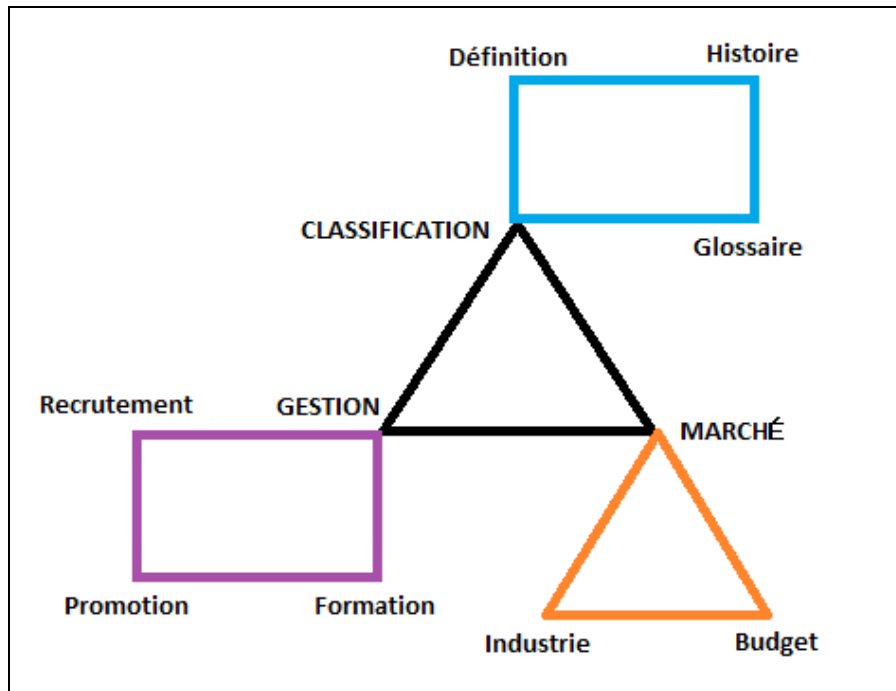 Définition
Histoire
CLASSIFICATION
Glossaire
Recrutement
GESTION
MARCHÉ
Promotion
Formation
Industrie
Budget